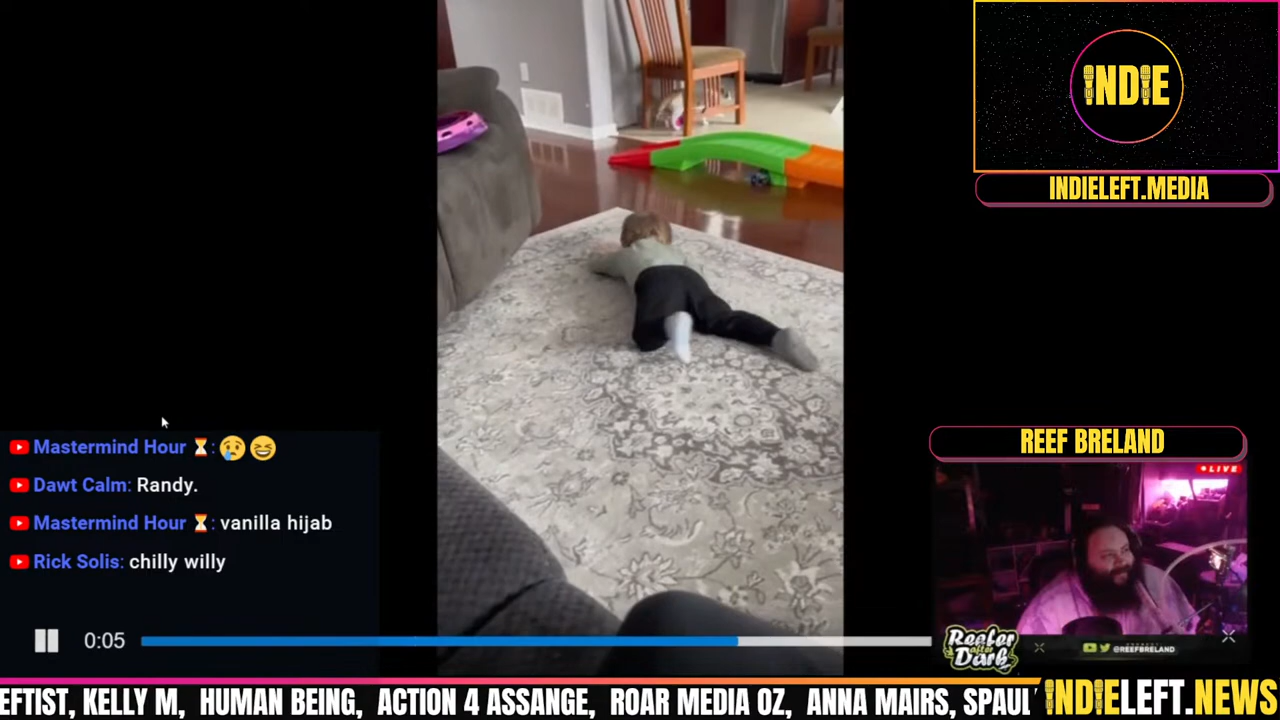 INDIE
INDIELEFT.MEDIA
Mastermind Hour ⏳: 😢😆
Dawt Calm: Randy.
Mastermind Hour ⏳: vanilla hijab
Rick Solis: chilly willy
REEF BRELAND
LIVE
0:05
Reefer
after
Dark
@REEFBRELAND
EFTIST, KELLY M, HUMAN BEING, ACTION 4 ASSANGE, ROAR MEDIA OZ, ANNA MAIRS, SPAUL
INDIELEFT.NEWS